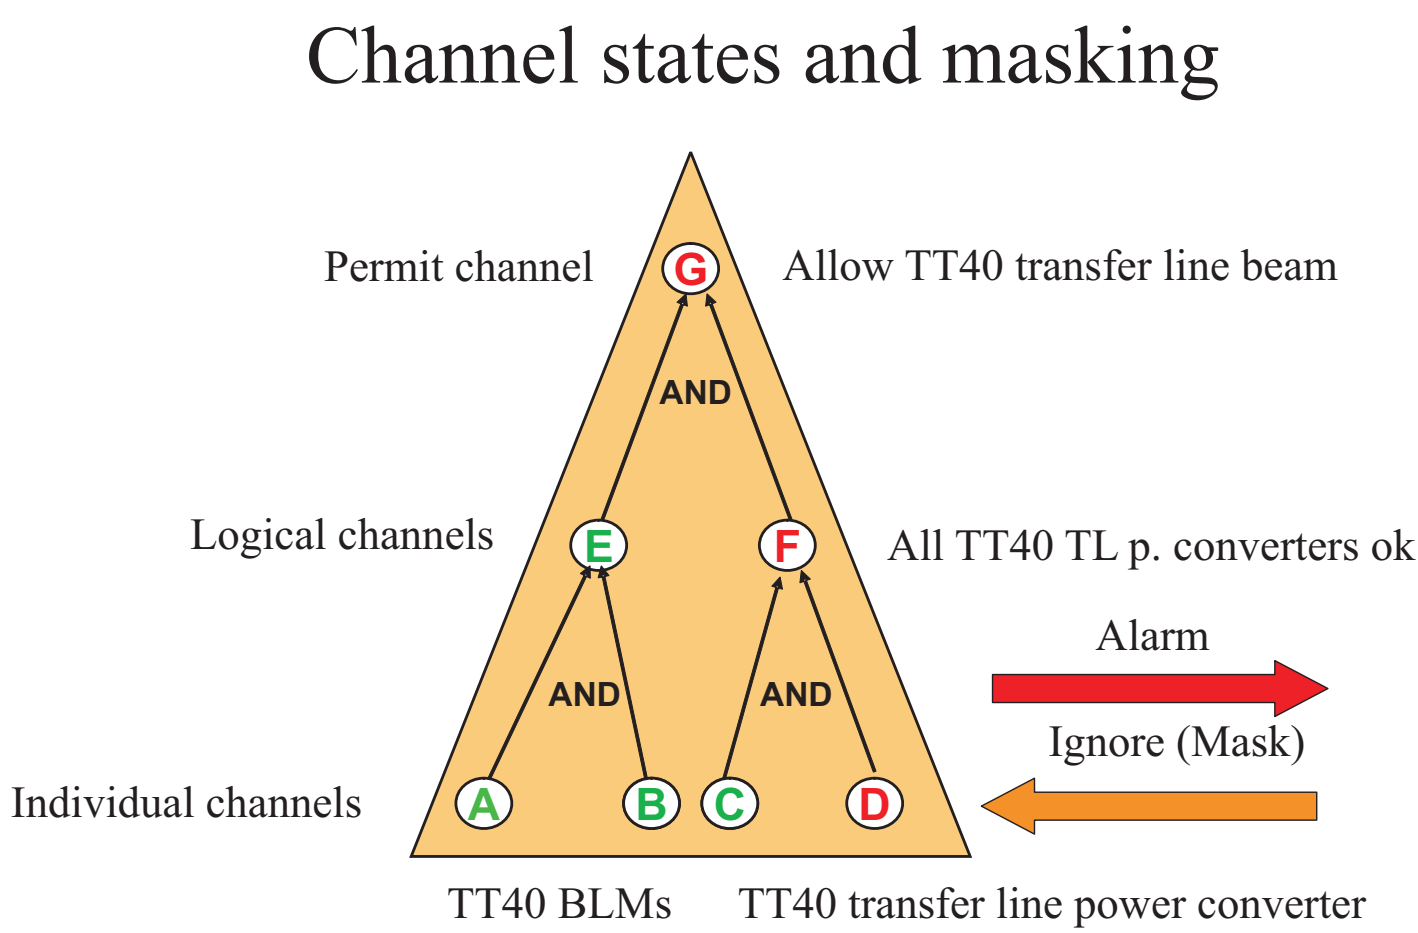 Channel states and masking
Permit channel
G
Allow TT40 transfer line beam
AND
Logical channels
E
F
All TT40 TL p. converters ok
Alarm
AND
AND
Ignore (Mask)
Individual channels
A
B
C
D
TT40 BLMs
TT40 transfer line power converter